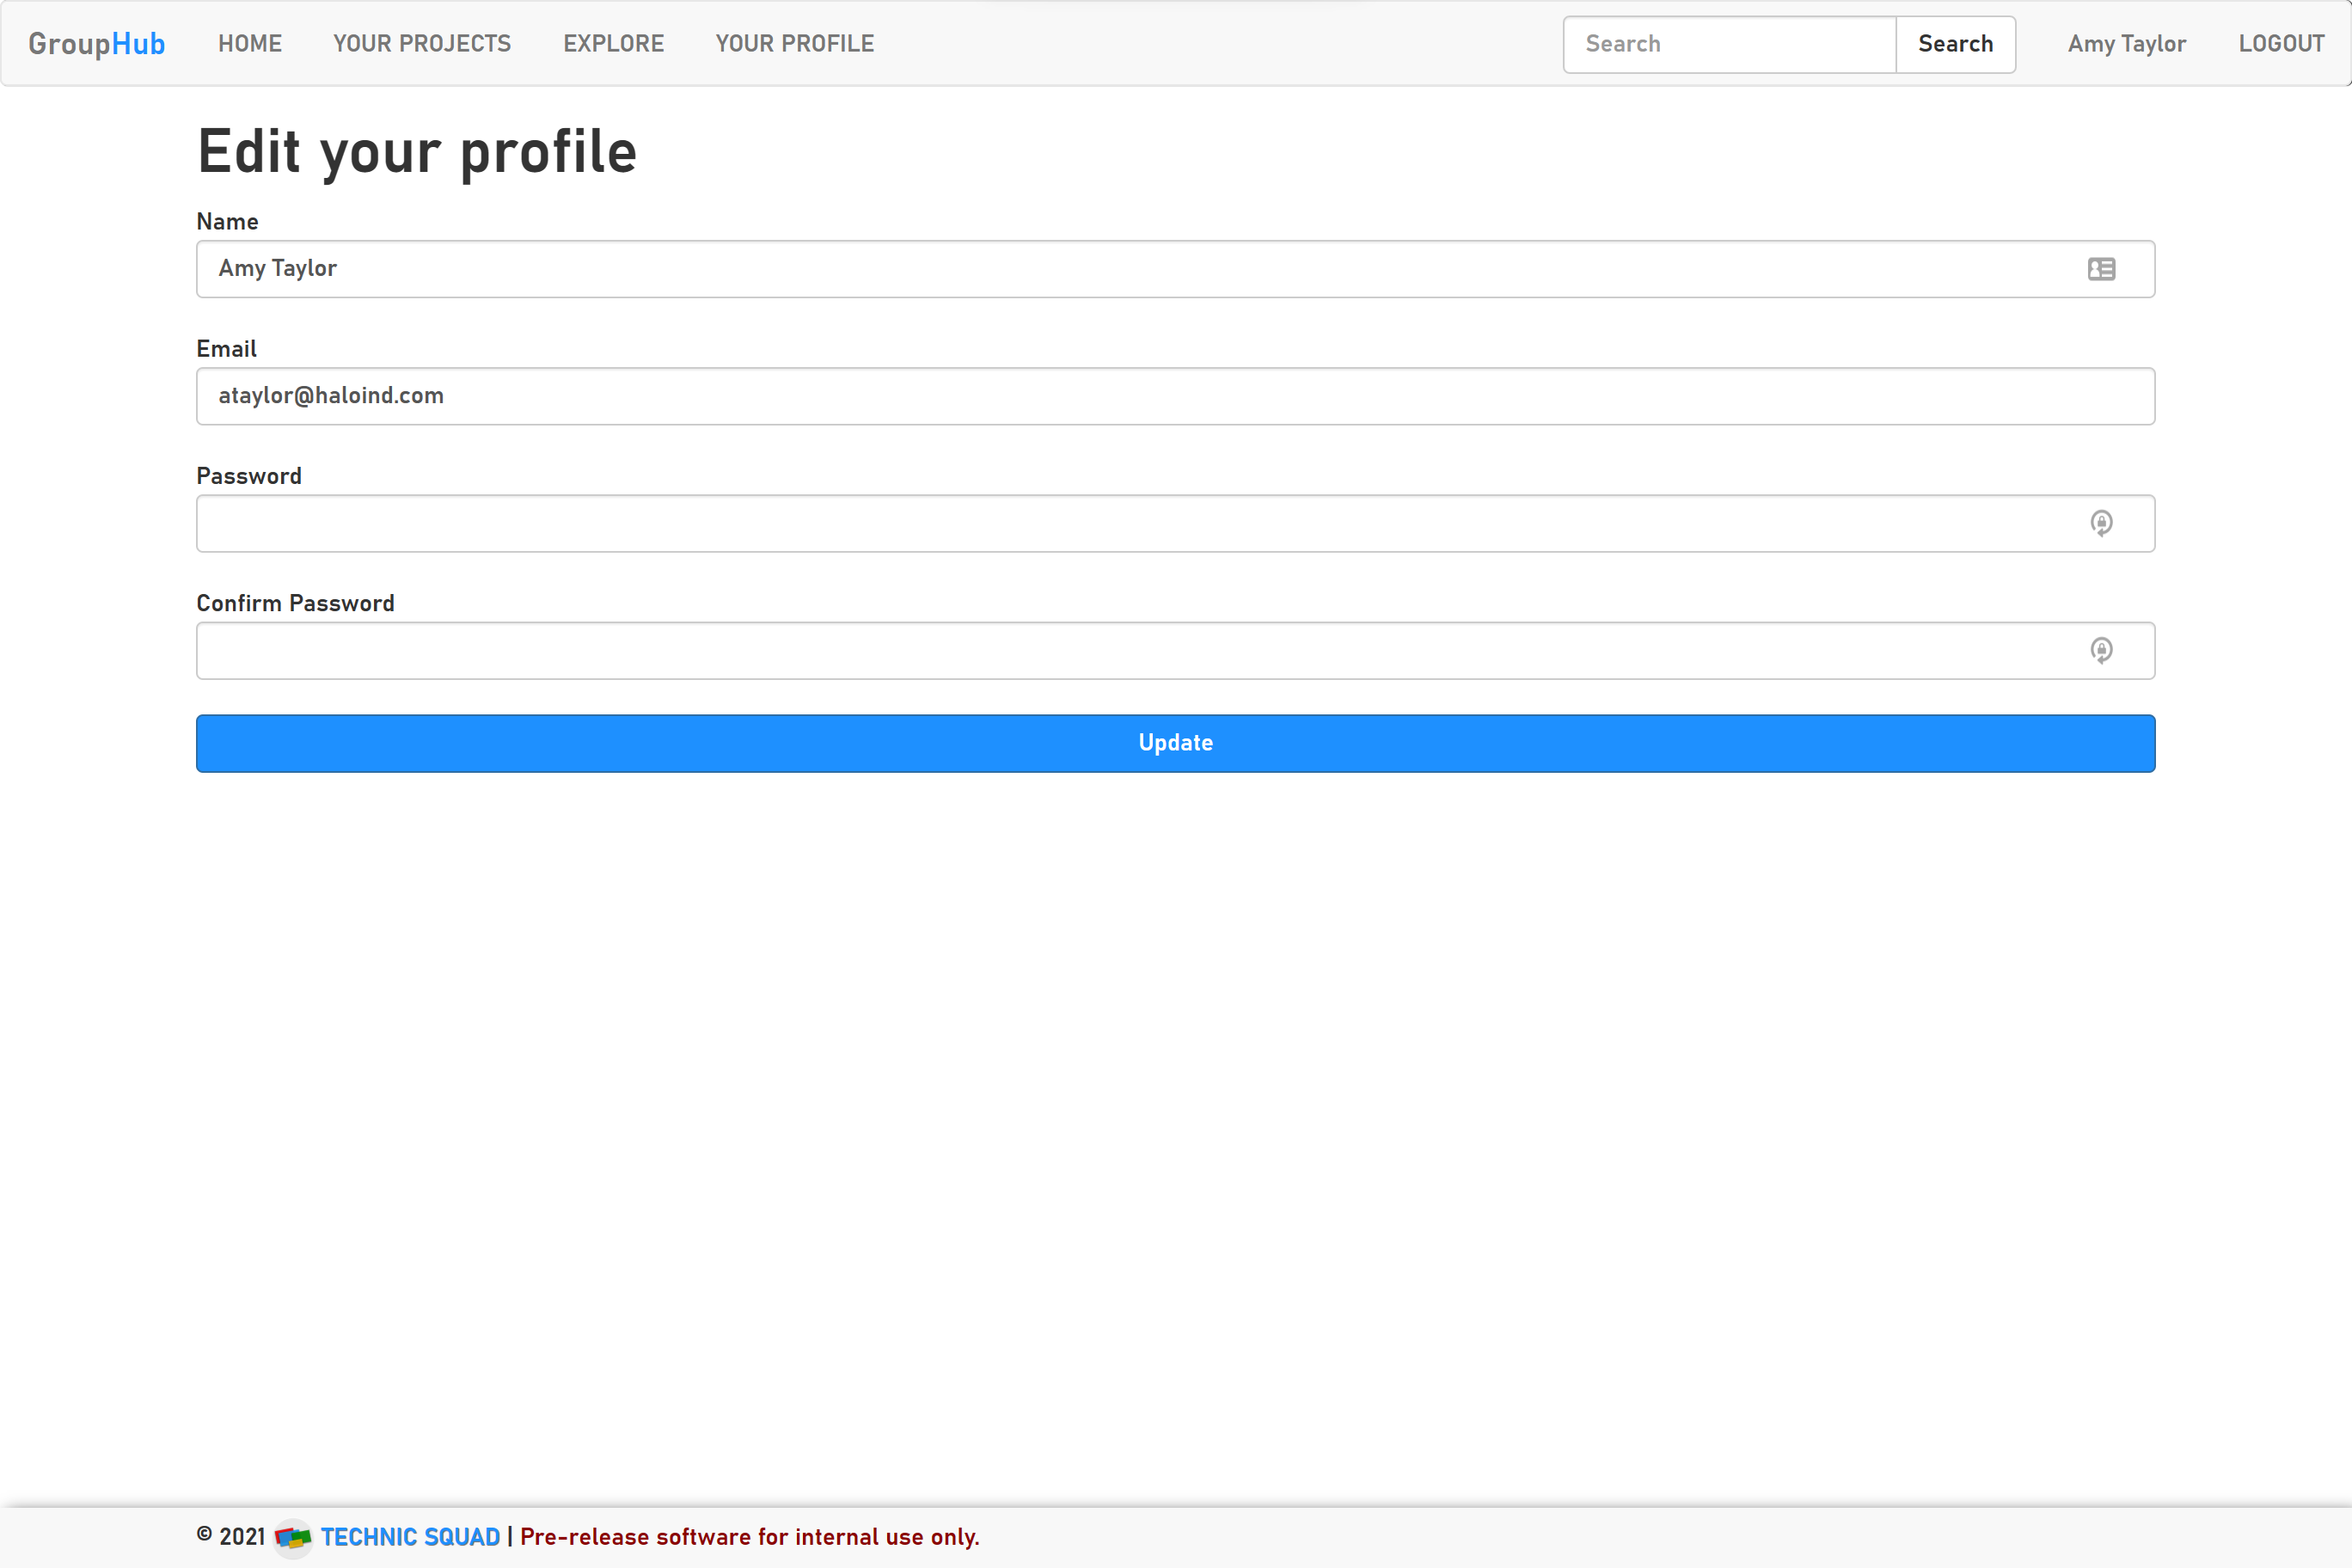 GroupHub HOME YOUR PROJECTS EXPLORE YOUR PROFILE Search Search Amy Taylor LOGOUT
Edit your profile
Name
Amy Taylor
Email
ataylor@haloind.com
Password
Confirm Password
Update
© 2021 TECHNIC SQUAD | Pre-release software for internal use only.